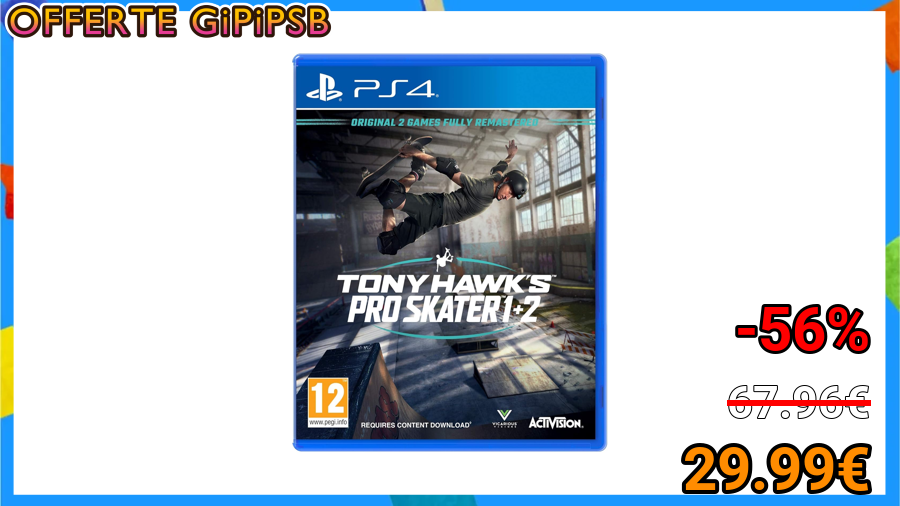 OFFERTE GiPiPSB
PS4
ORIGINAL 2 GAMES FULLY REMASTERED
TONY HAWK'S™
PRO SKATER 1+2
-56%
67.96€
29.99€
12
www.pegi.info
REQUIRES CONTENT DOWNLOAD*
VICARIOUS
VISIONS
ACTIVISION.